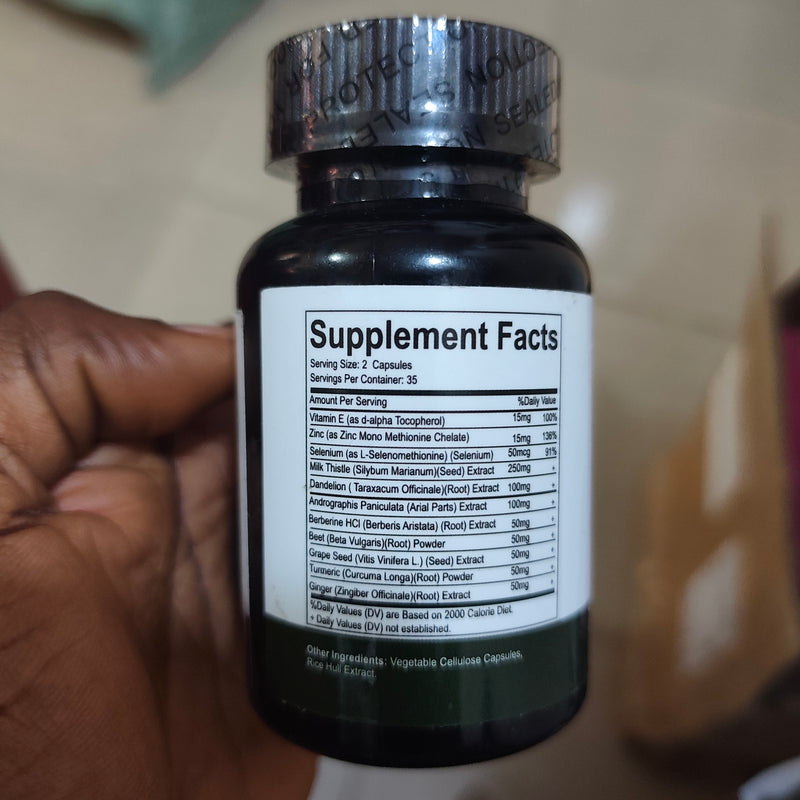 PROTEC
SEALED
NOITC
SEALED
Supplement Facts
Serving Size: 2 Capsules
Servings Per Container: 35
Amount Per Serving %Daily Value
Vitamin E (as d-alpha Tocopherol) 15mg 100%
Zinc (as Zinc Mono Methionine Chelate) 15mg 136%
Selenium (as L-Selenomethionine) (Selenium) 50mcg 91%
Milk Thistle (Silybum Marianum)(Seed) Extract 250mg +
Dandelion ( Taraxacum Officinale)(Root) Extract 100mg +
Andrographis Paniculata (Arial Parts) Extract 100mg +
Berberine HCl (Berberis Aristata) (Root) Extract 50mg +
Beet (Beta Vulgaris)(Root) Powder 50mg +
Grape Seed (Vitis Vinifera L.) (Seed) Extract 50mg +
Turmeric (Curcuma Longa)(Root) Powder 50mg +
Ginger (Zingiber Officinale)(Root) Extract 50mg +
%Daily Values (DV) are Based on 2000 Calorie Diet.
+ Daily Values (DV) not established.
Other Ingredients: Vegetable Cellulose Capsules,
Rice Hull Extract.